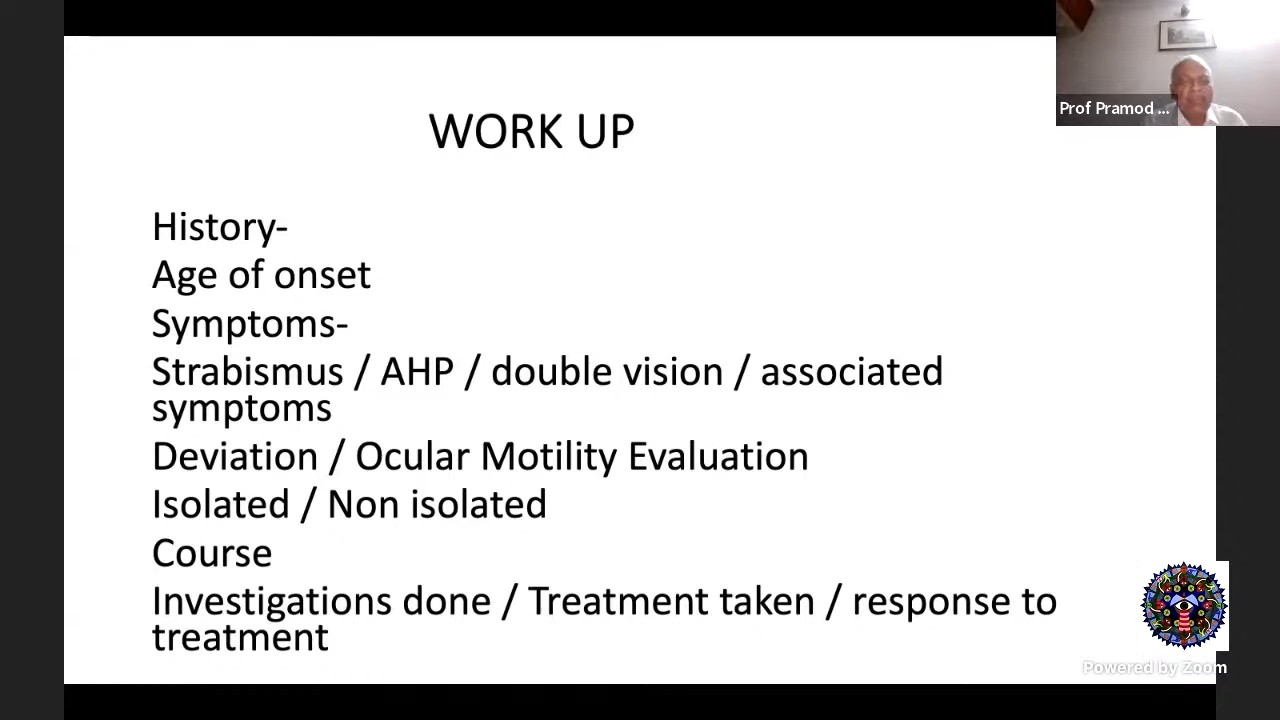 Prof Pramod ...
WORK UP
History-
Age of onset
Symptoms-
Strabismus / AHP / double vision / associated
symptoms
Deviation / Ocular Motility Evaluation
Isolated / Non isolated
Course
Investigations done / Treatment taken / response to
treatment
Powered by Zoom